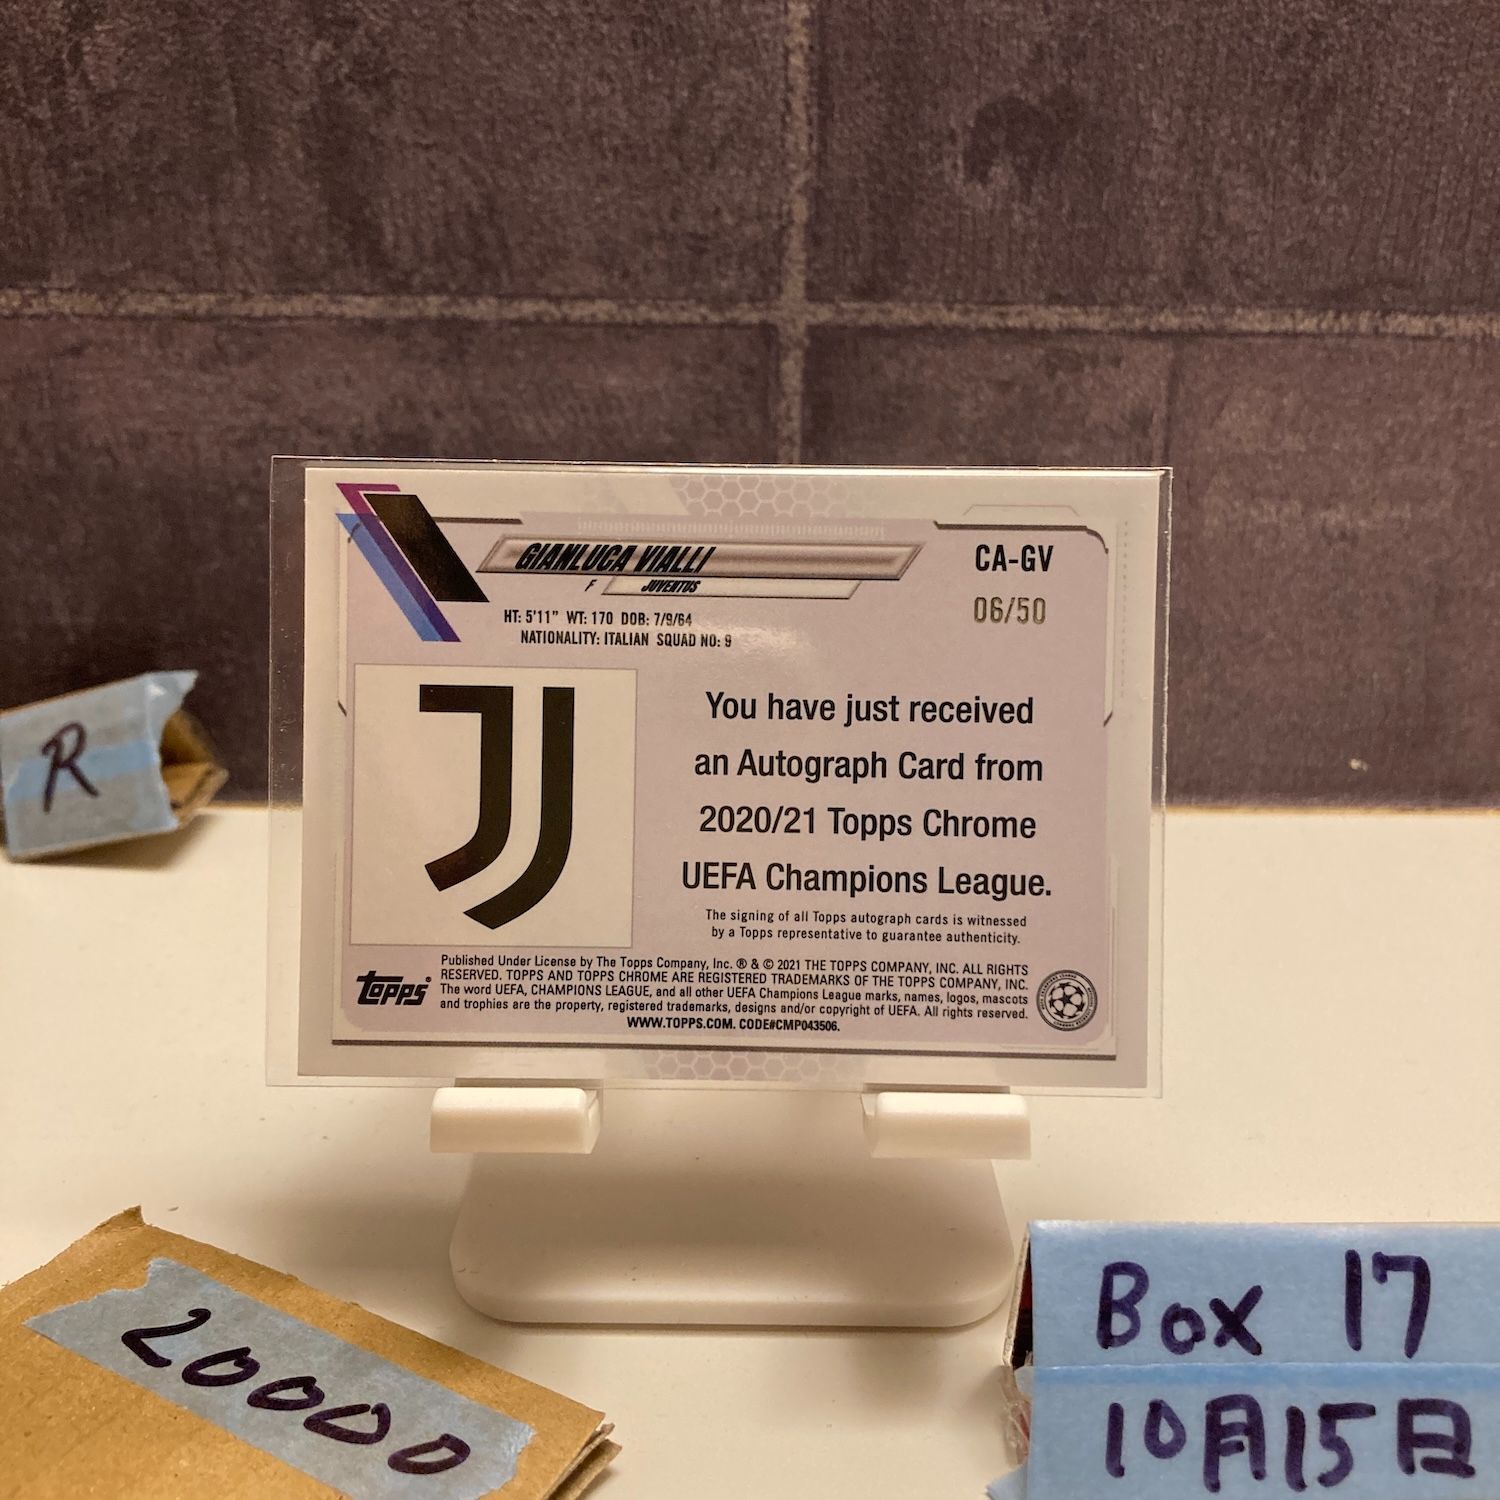 GIANLUCA VIALLI
F JUVENTUS
CA-GV
06/50
HT: 5'11" WT: 170 DOB: 7/9/64
NATIONALITY: ITALIAN SQUAD NO: 9
You have just received
an Autograph Card from
2020/21 Topps Chrome
UEFA Champions League.
The signing of all Topps autograph cards is witnessed
by a Topps representative to guarantee authenticity.
topps®
Published Under License by The Topps Company, Inc. ® & © 2021 THE TOPPS COMPANY, INC. ALL RIGHTS
RESERVED. TOPPS AND TOPPS CHROME ARE REGISTERED TRADEMARKS OF THE TOPPS COMPANY, INC.
The word UEFA, CHAMPIONS LEAGUE, and all other UEFA Champions League marks, names, logos, mascots
and trophies are the property, registered trademarks, designs and/or copyright of UEFA. All rights reserved.
WWW.TOPPS.COM. CODE#CMP043506.
R
20000
Box 17
10月15日